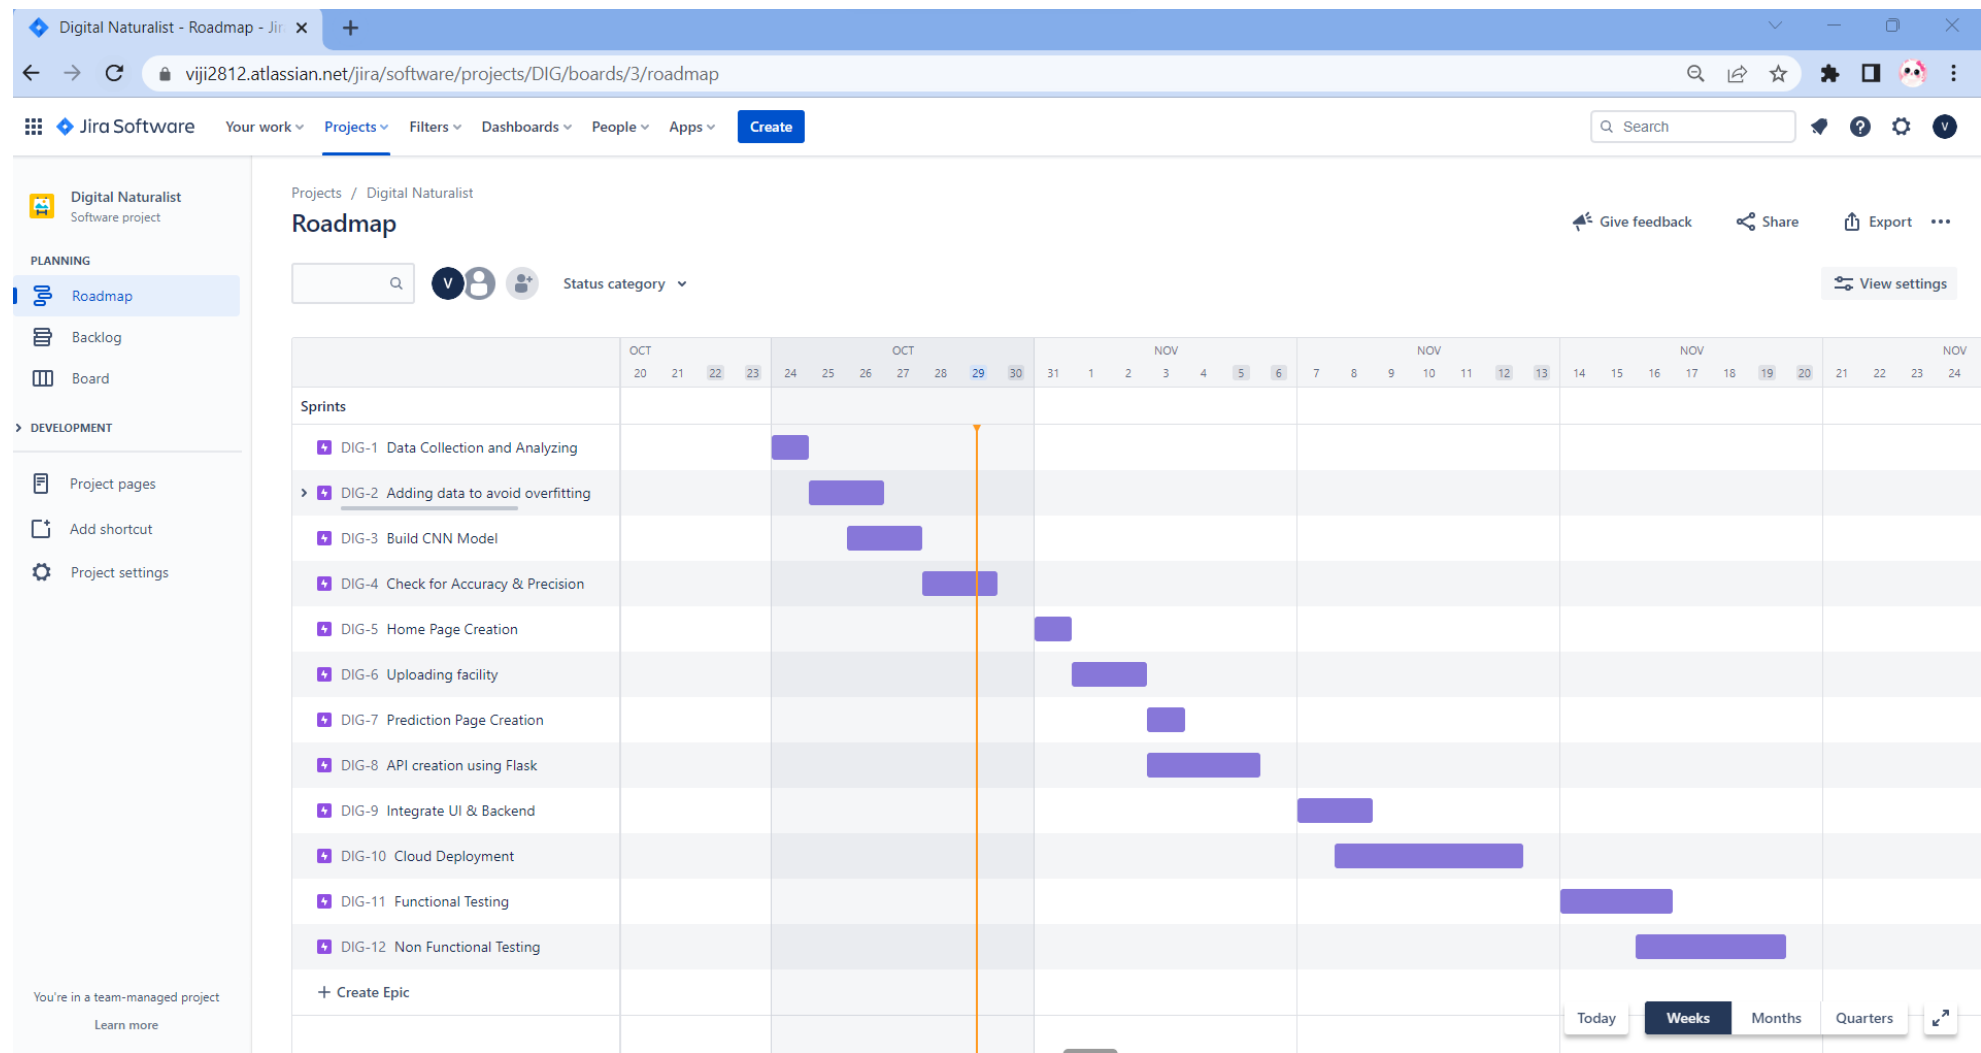 Digital Naturalist - Roadmap - Jir
viji2812.atlassian.net/jira/software/projects/DIG/boards/3/roadmap
Jira Software Your work Projects Filters Dashboards People Apps Create Search V
Digital Naturalist
Software project
PLANNING
Roadmap
Backlog
Board
DEVELOPMENT
Project pages
Add shortcut
Project settings
You're in a team-managed project
Learn more
Projects / Digital Naturalist
Roadmap
Give feedback Share Export
V Status category View settings
OCT OCT NOV NOV NOV NOV
20 21 22 23 24 25 26 27 28 29 30 31 1 2 3 4 5 6 7 8 9 10 11 12 13 14 15 16 17 18 19 20 21 22 23 24
Sprints
DIG-1 Data Collection and Analyzing
DIG-2 Adding data to avoid overfitting
DIG-3 Build CNN Model
DIG-4 Check for Accuracy & Precision
DIG-5 Home Page Creation
DIG-6 Uploading facility
DIG-7 Prediction Page Creation
DIG-8 API creation using Flask
DIG-9 Integrate UI & Backend
DIG-10 Cloud Deployment
DIG-11 Functional Testing
DIG-12 Non Functional Testing
+ Create Epic
Today Weeks Months Quarters